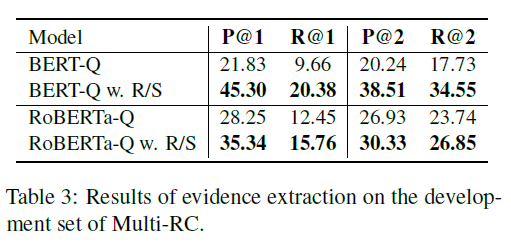 Model P@1 R@1 P@2 R@2
BERT-Q 21.83 9.66 20.24 17.73
BERT-Q w. R/S 45.30 20.38 38.51 34.55
RoBERTa-Q 28.25 12.45 26.93 23.74
RoBERTa-Q w. R/S 35.34 15.76 30.33 26.85
Table 3: Results of evidence extraction on the develop-
ment set of Multi-RC.